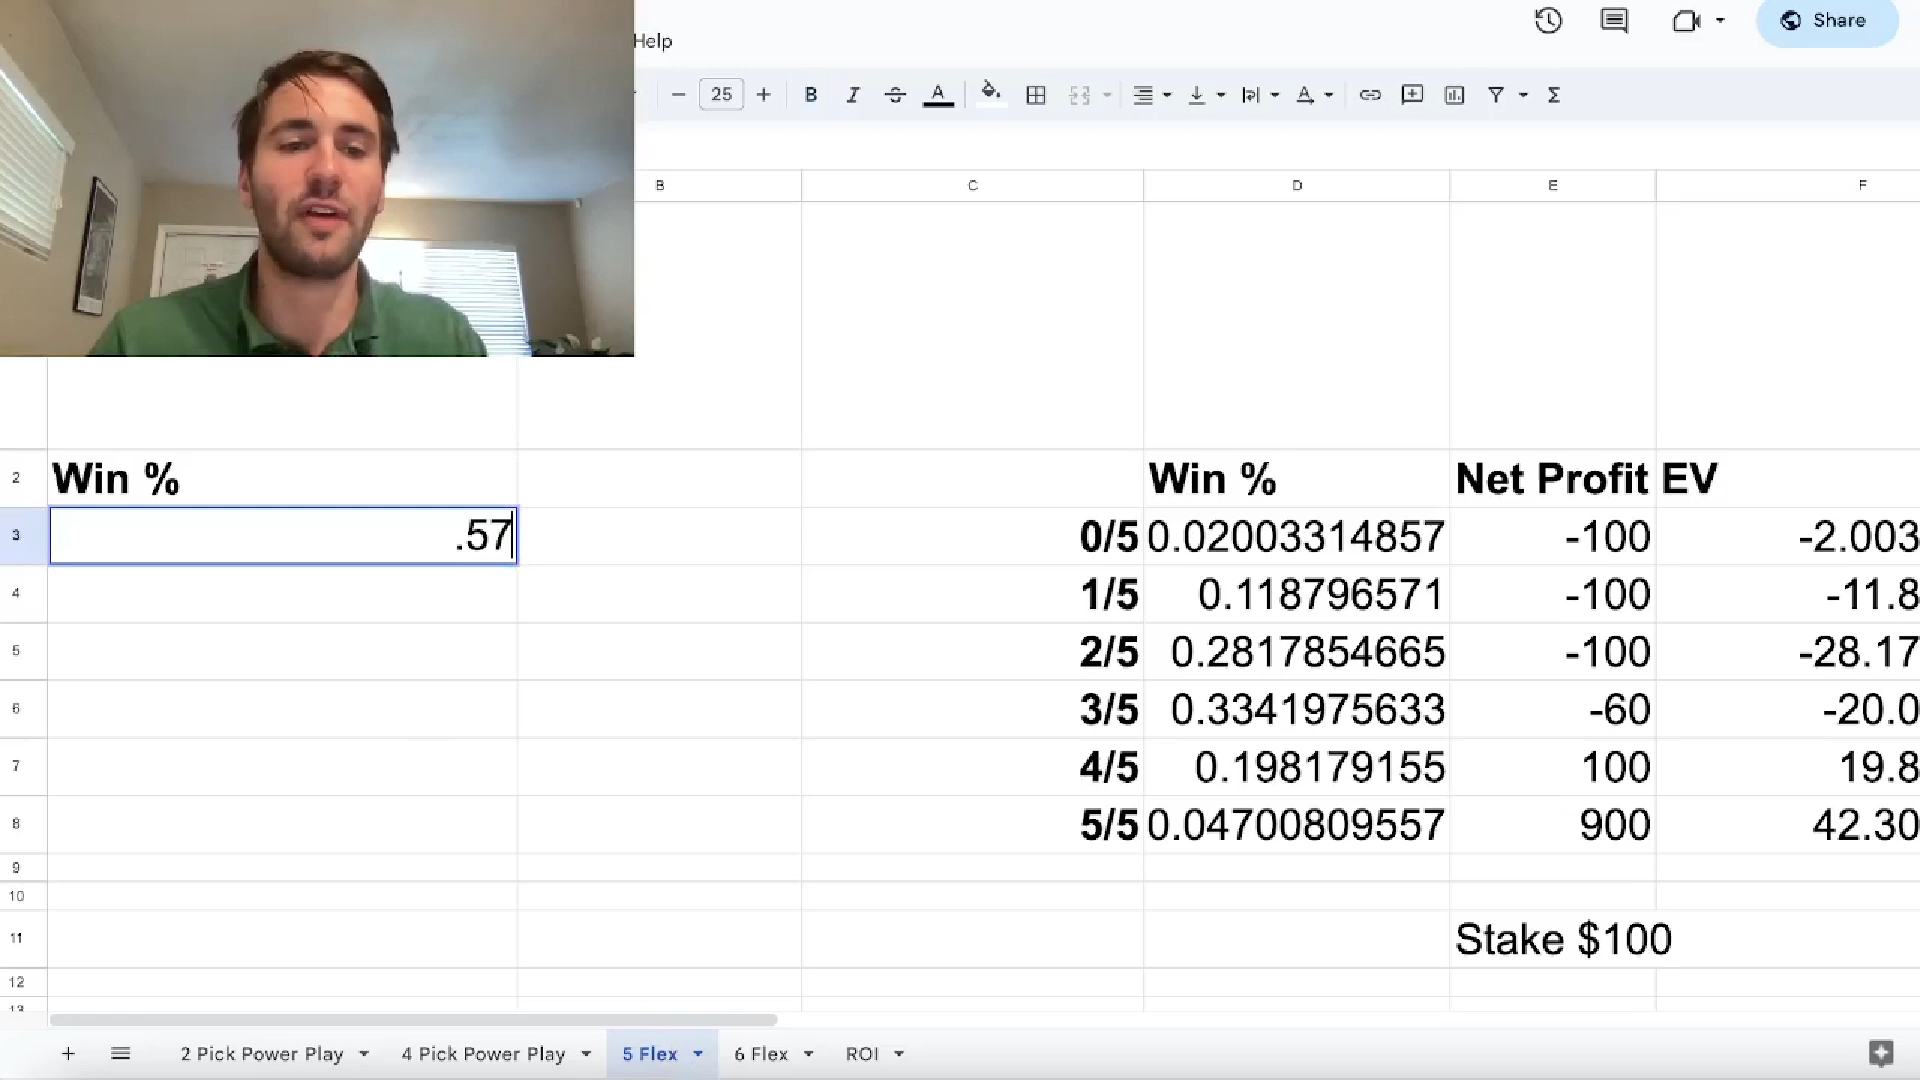 Help
Share
25
B
A
A
B C D E F
2 Win % Win % Net Profit EV
3 .57 0/5 0.02003314857 -100 -2.003
4 1/5 0.118796571 -100 -11.8
5 2/5 0.2817854665 -100 -28.17
6 3/5 0.3341975633 -60 -20.0
7 4/5 0.198179155 100 19.8
8 5/5 0.04700809557 900 42.30
9
10
11 Stake $100
12
13
2 Pick Power Play 4 Pick Power Play 5 Flex 6 Flex ROI